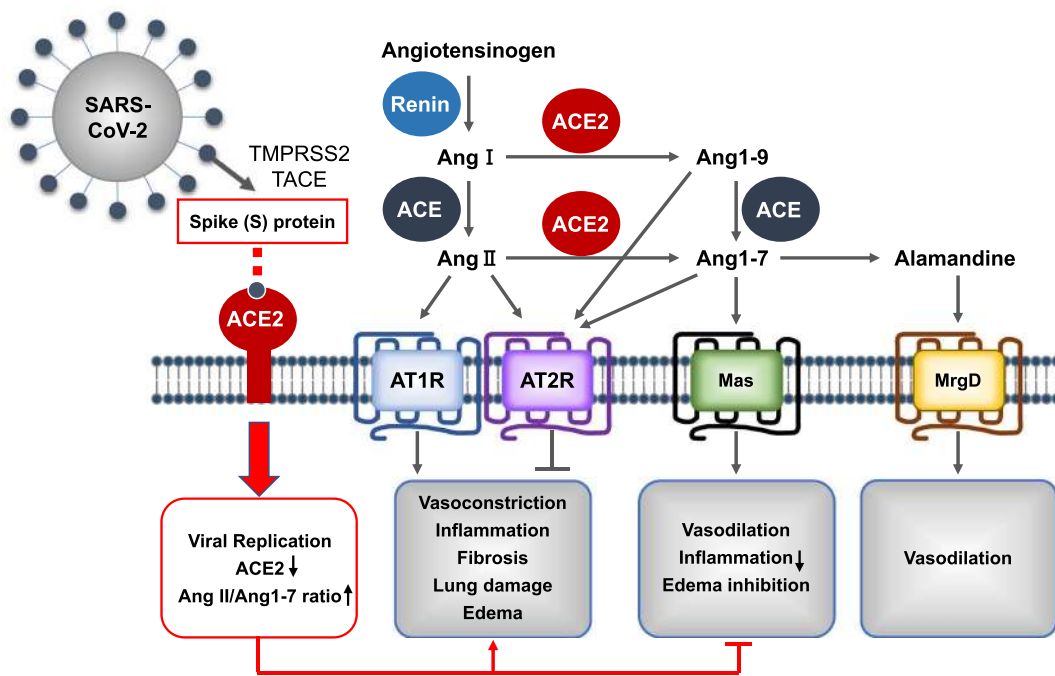 SARS-
CoV-2
TMPRSS2
TACE
Spike (S) protein
ACE2
Angiotensinogen
Renin
Ang Ⅰ
ACE2
Ang1-9
ACE
ACE2
ACE
Ang Ⅱ
Ang1-7
Alamandine
AT1R
AT2R
Mas
MrgD
Viral Replication
ACE2↓
Ang II/Ang1-7 ratio↑
Vasoconstriction
Inflammation
Fibrosis
Lung damage
Edema
Vasodilation
Inflammation↓
Edema inhibition
Vasodilation